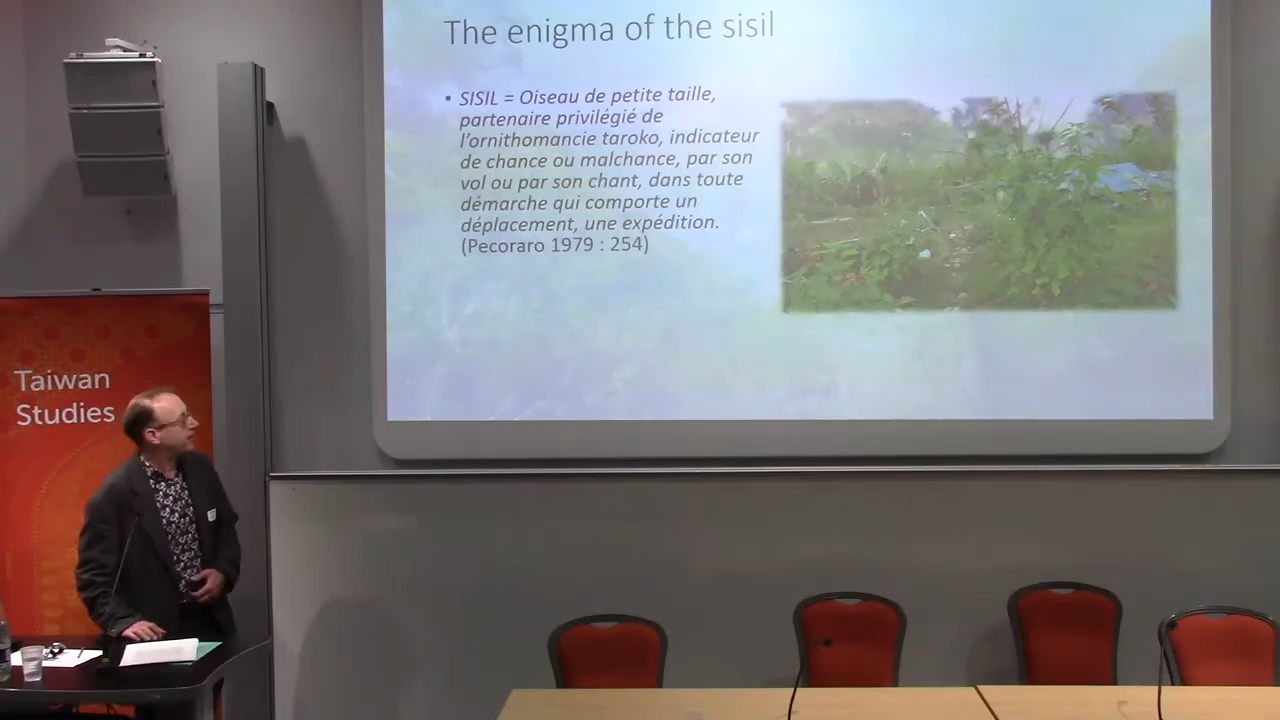 The enigma of the sisil
• SISIL = Oiseau de petite taille,
partenaire privilégié de
l'ornithomancie taroko, indicateur
de chance ou malchance, par son
vol ou par son chant, dans toute
démarche qui comporte un
déplacement, une expédition.
(Pecoraro 1979 : 254)
Taiwan
Studies